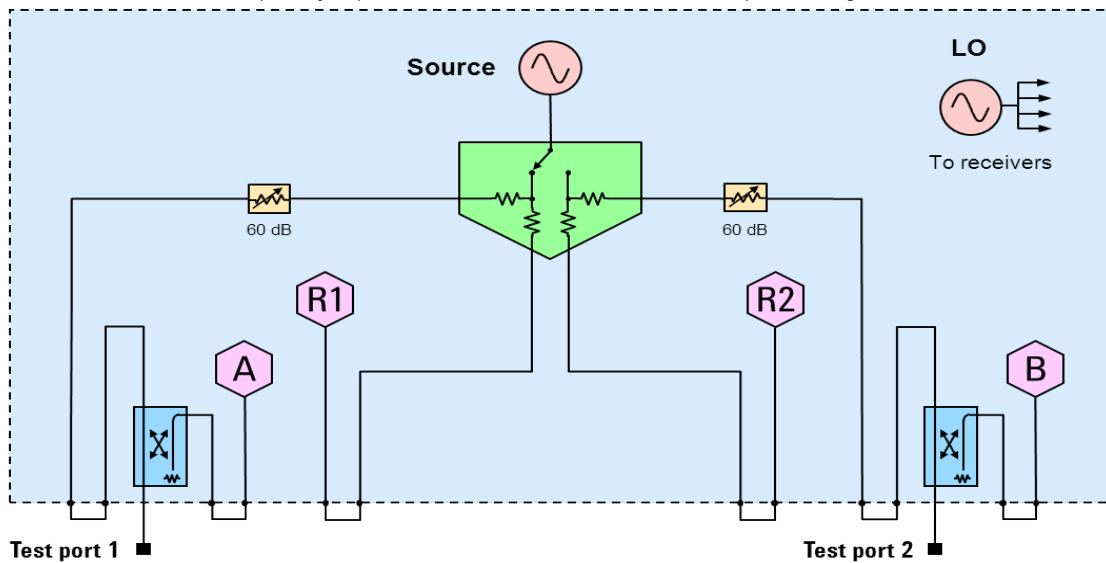 LO
Source
To receivers
60 dB
60 dB
R1
R2
A
B
Test port 1
Test port 2